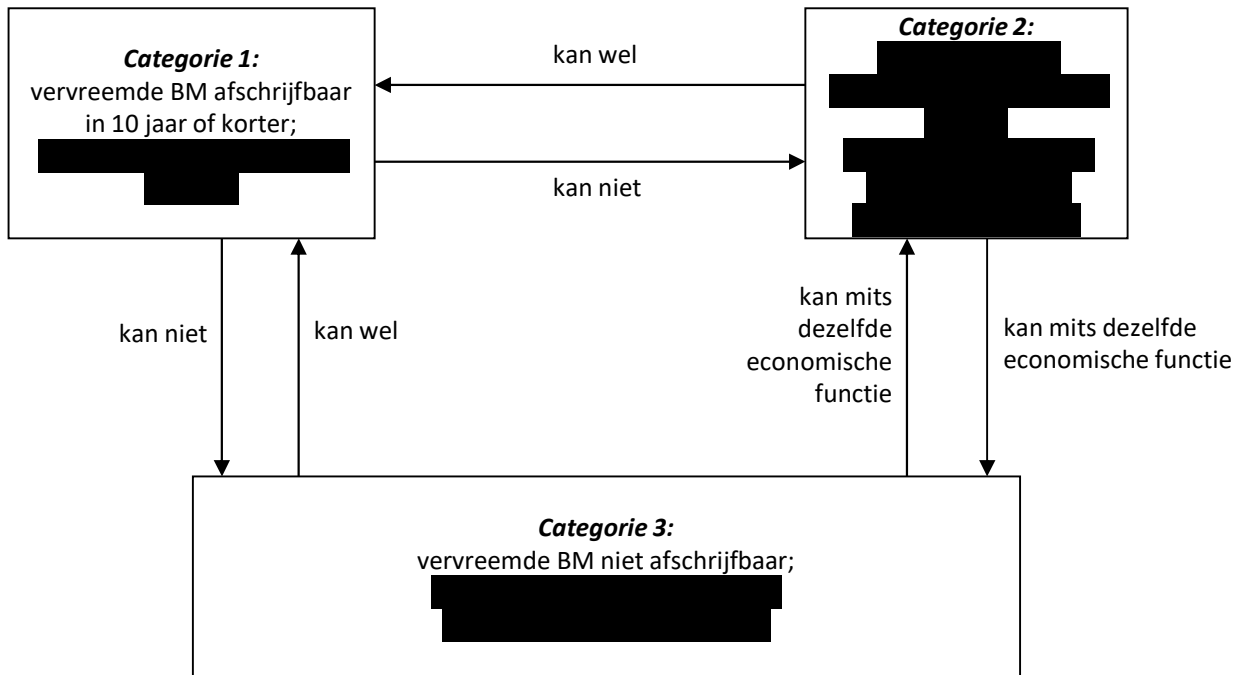 Categorie 1:
vervreemde BM afschrijfbaar
in 10 jaar of korter;
kan wel
kan niet
Categorie 2:
kan niet
kan wel
kan mits
dezelfde
economische
functie
kan mits dezelfde
economische functie
Categorie 3:
vervreemde BM niet afschrijfbaar;